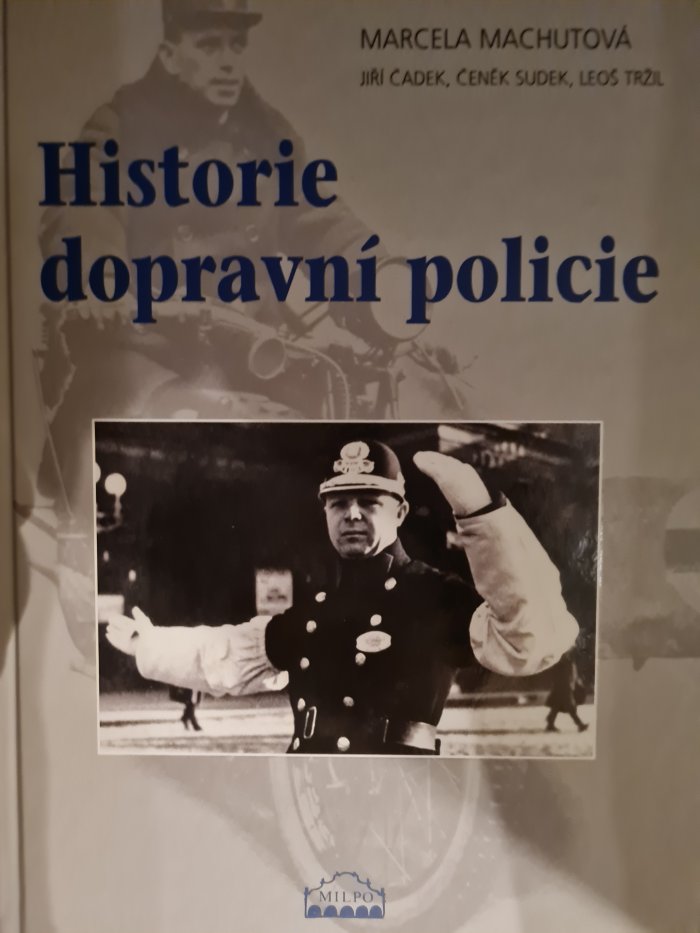 MARCELA MACHUTOVÁ
JIŘÍ ČADEK, ČENĚK SUDEK, LEOŠ TRŽIL
Historie
dopravní policie
MILPO